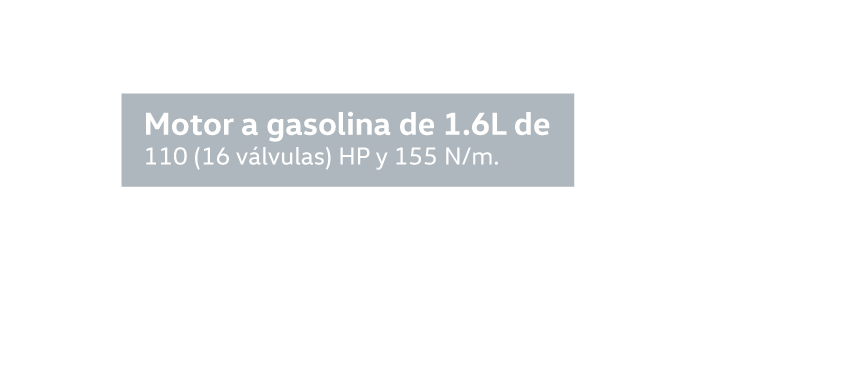 Motor a gasolina de 1.6L de
110 (16 válvulas) HP y 155 N/m.